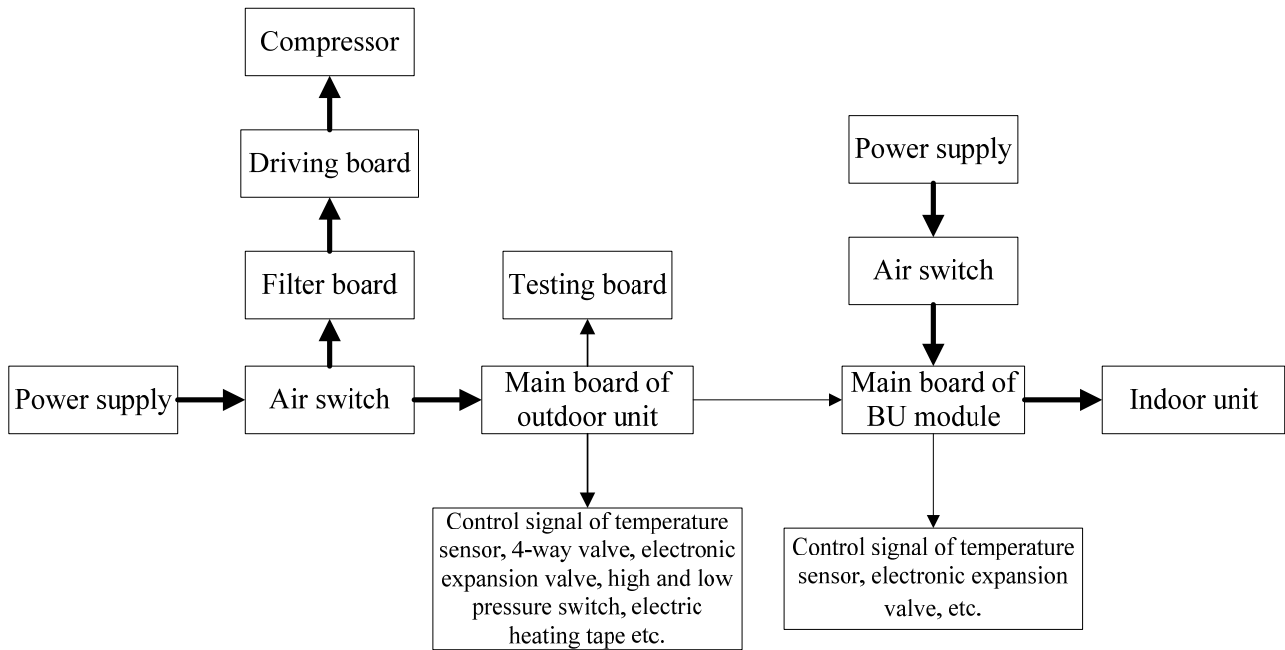 Compressor
Driving board
Power supply
Filter board
Testing board
Air switch
Power supply
Air switch
Main board of
outdoor unit
Main board of
BU module
Indoor unit
Control signal of temperature
sensor, 4-way valve, electronic
expansion valve, high and low
pressure switch, electric
heating tape etc.
Control signal of temperature
sensor, electronic expansion
valve, etc.